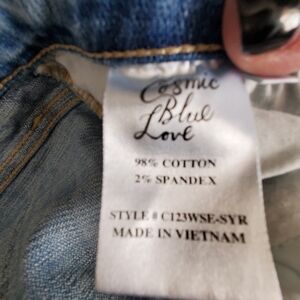 Cosmic
Blue
Love
98% COTTON
2% SPANDEX
STYLE # C123WSE-SYR
MADE IN VIETNAM